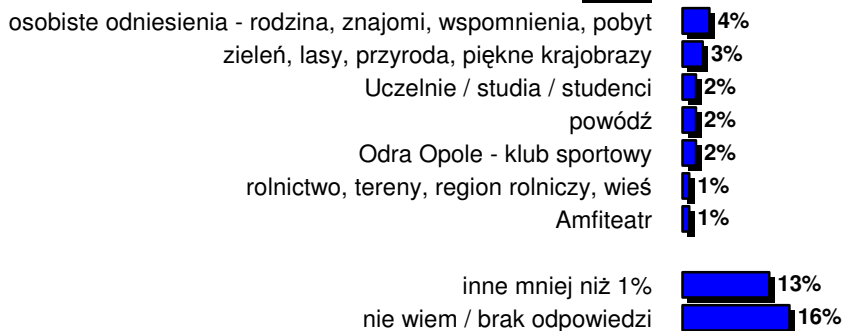 osobiste odniesienia - rodzina, znajomi, wspomnienia, pobyt 4%
zieleń, lasy, przyroda, piękne krajobrazy 3%
Uczelnie / studia / studenci 2%
powódź 2%
Odra Opole - klub sportowy 2%
rolnictwo, tereny, region rolniczy, wieś 1%
Amfiteatr 1%
inne mniej niż 1% 13%
nie wiem / brak odpowiedzi 16%